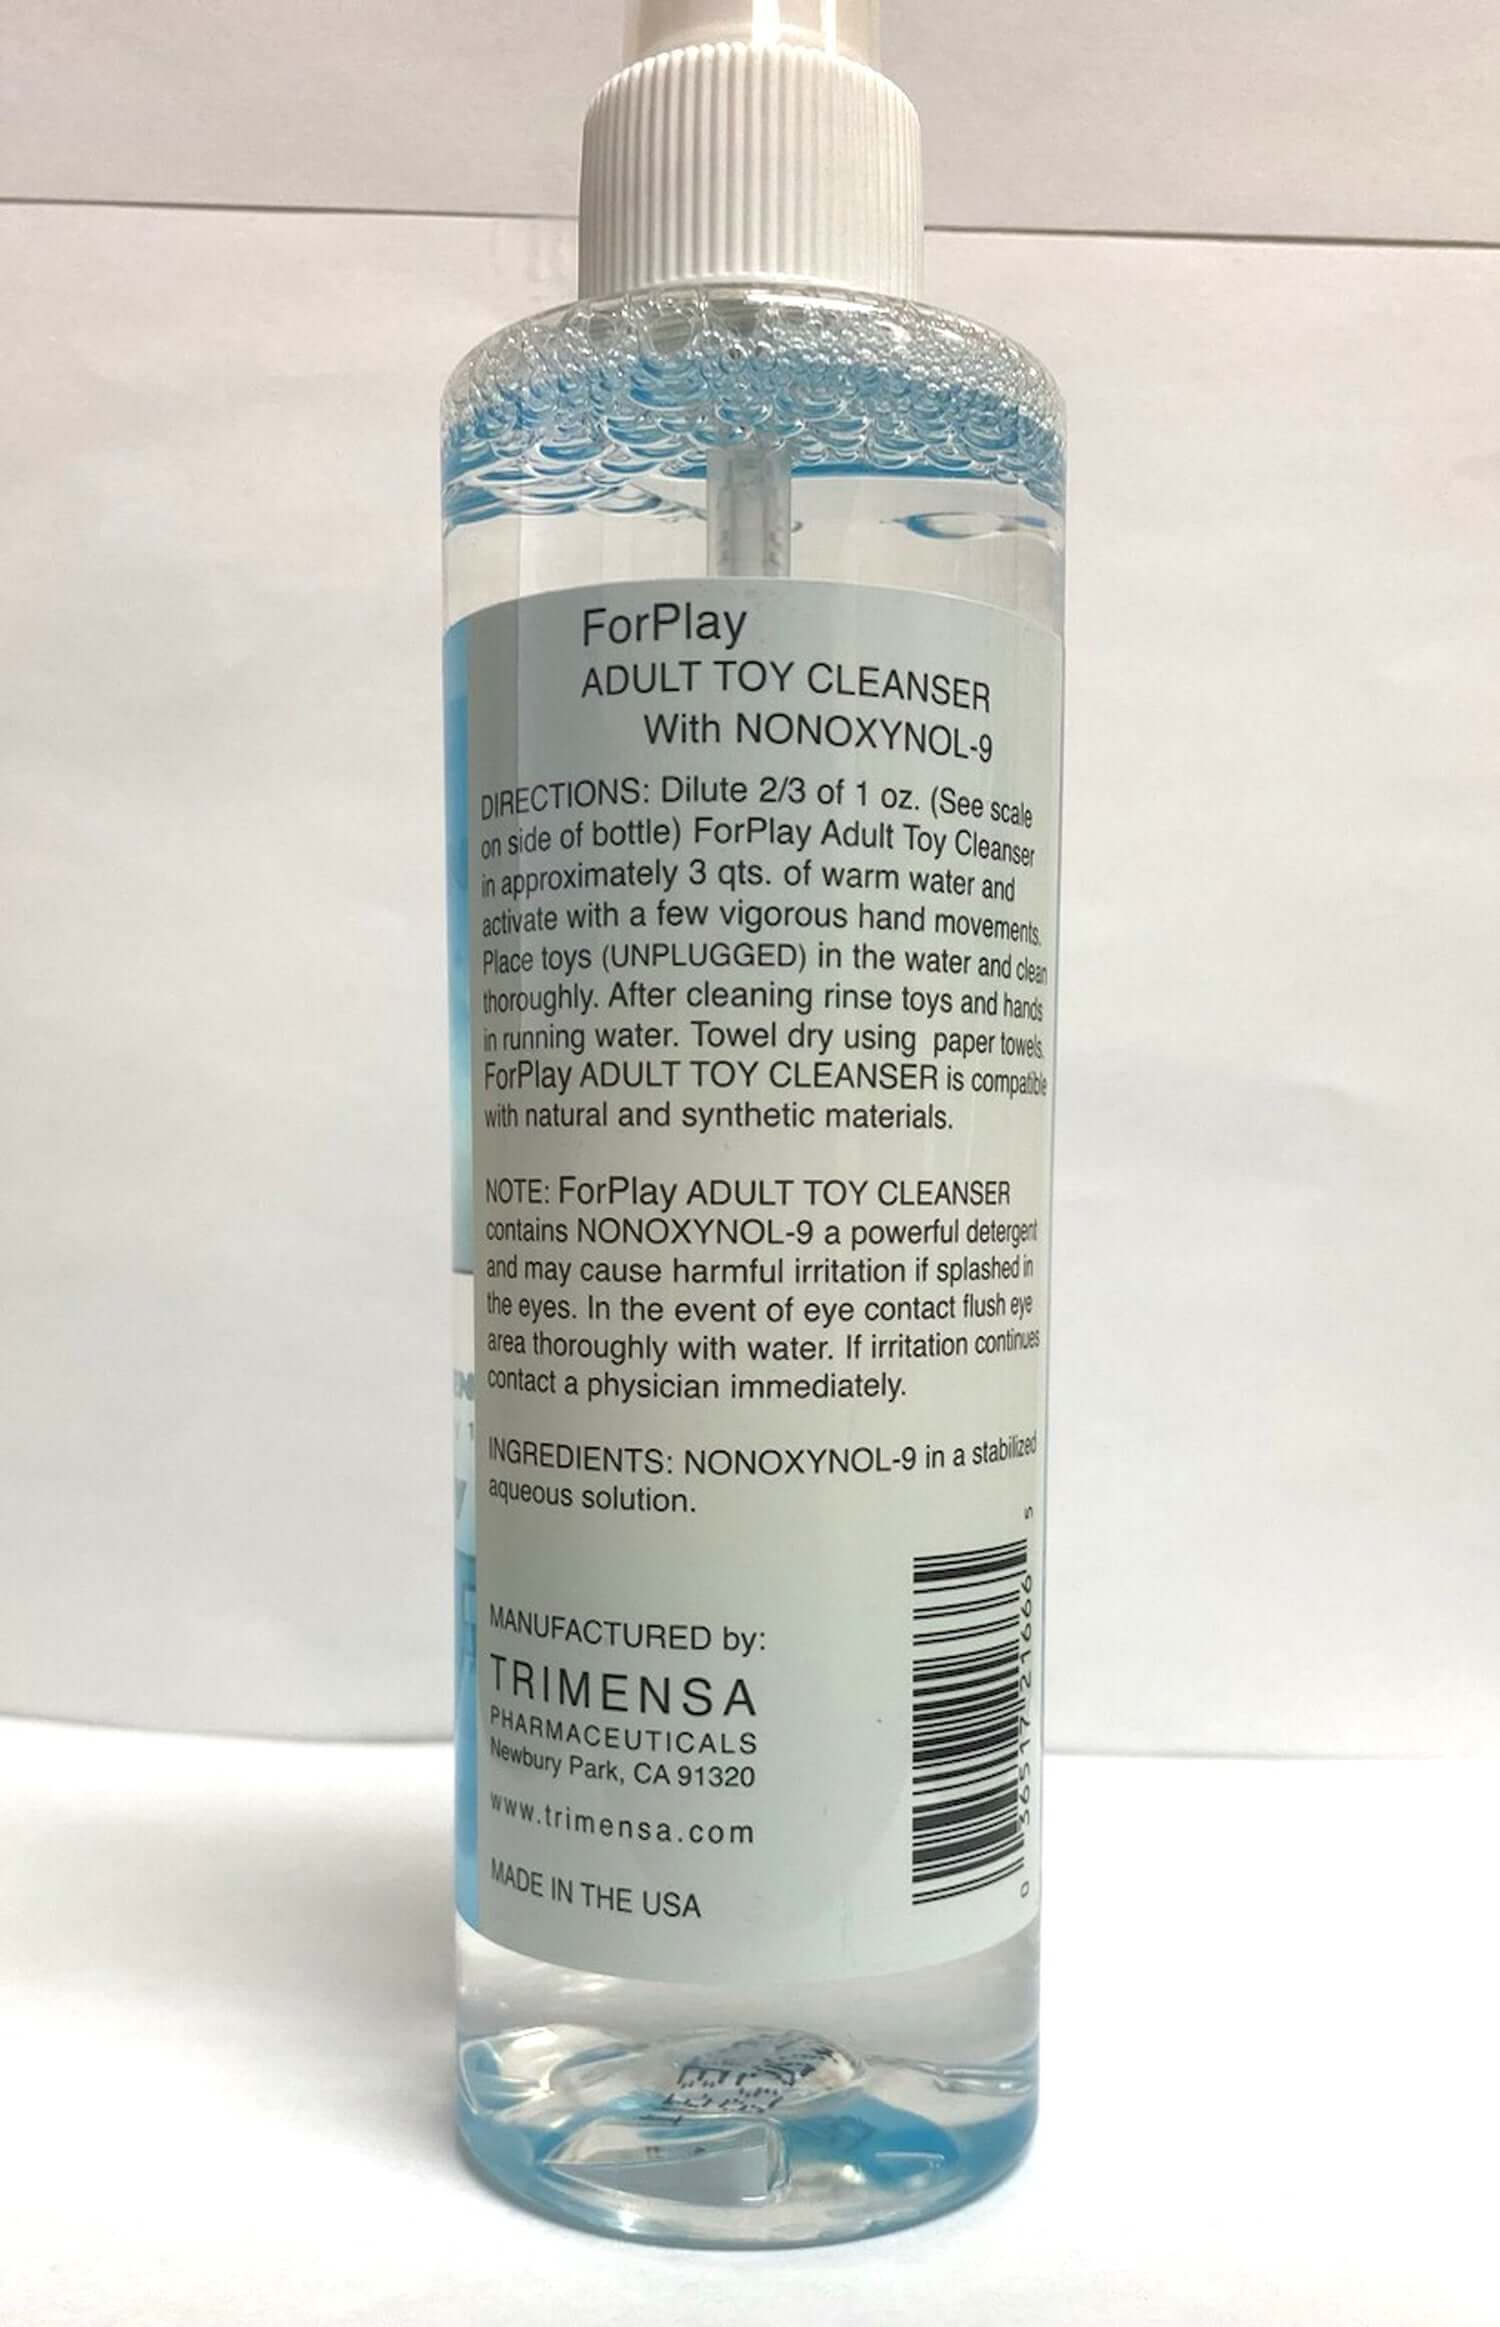 ForPlay
ADULT TOY CLEANSER
With NONOXYNOL-9
DIRECTIONS: Dilute 2/3 of 1 oz. (See scale
on side of bottle) ForPlay Adult Toy Cleanser
in approximately 3 qts. of warm water and
activate with a few vigorous hand movements.
Place toys (UNPLUGGED) in the water and clean
thoroughly. After cleaning rinse toys and hands
in running water. Towel dry using paper towels.
ForPlay ADULT TOY CLEANSER is compatible
with natural and synthetic materials.
NOTE: ForPlay ADULT TOY CLEANSER
contains NONOXYNOL-9 a powerful detergent
and may cause harmful irritation if splashed in
the eyes. In the event of eye contact flush eye
area thoroughly with water. If irritation continues
contact a physician immediately.
INGREDIENTS: NONOXYNOL-9 in a stabilized
aqueous solution.
MANUFACTURED by:
TRIMENSA
PHARMACEUTICALS
Newbury Park, CA 91320
www.trimensa.com
MADE IN THE USA
0 36517 21666 5